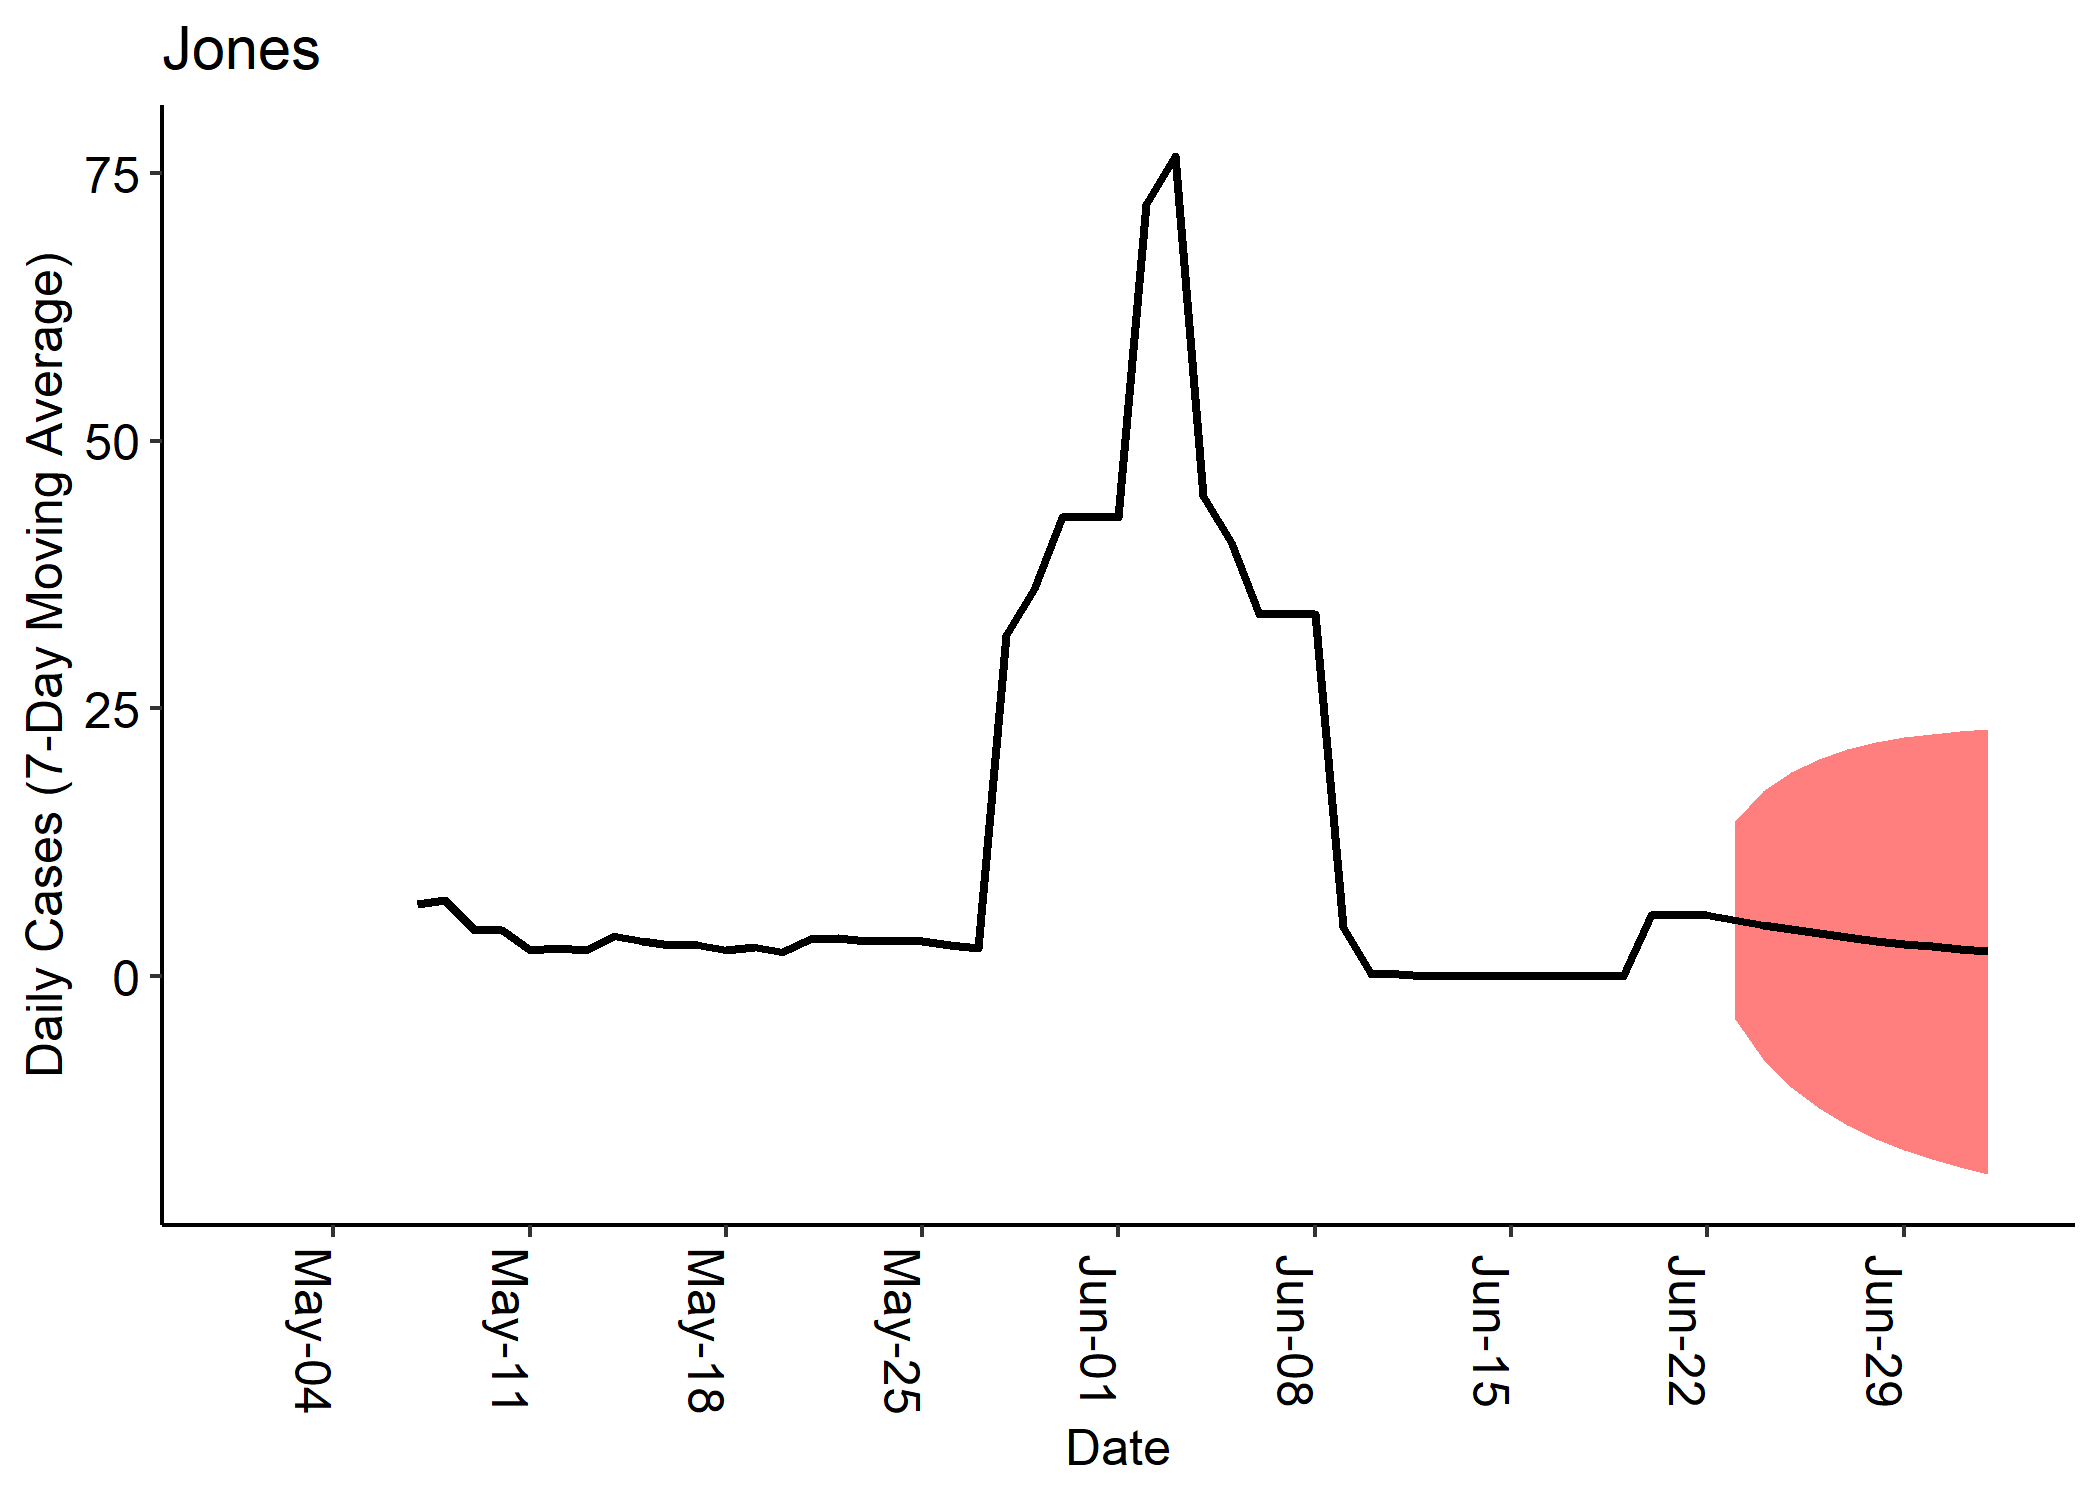 Jones
Daily Cases (7-Day Moving Average)
75
50
25
0
May-04
May-11
May-18
May-25
Jun-01
Jun-08
Jun-15
Jun-22
Jun-29
Date